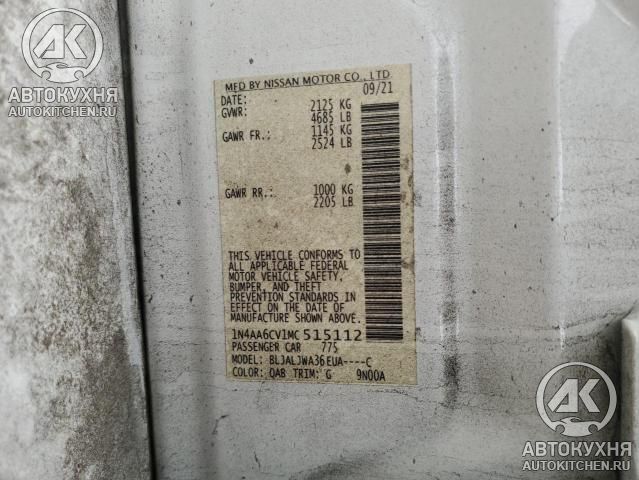 AK
АВТОКУХНЯ
AUTOKITCHEN.RU
MFD BY NISSAN MOTOR CO., LTD
DATE: 09/21
GVWR: 2125 KG
4685 LB
GAWR FR.: 1145 KG
2524 LB
GAWR RR.: 1000 KG
2205 LB
THIS VEHICLE CONFORMS TO
ALL APPLICABLE FEDERAL
MOTOR VEHICLE SAFETY,
BUMPER, AND THEFT
PREVENTION STANDARDS IN
EFFECT ON THE DATE OF
MANUFACTURE SHOWN ABOVE.
1N4AA6CV1MC515112
PASSENGER CAR 775
MODEL: BLJALJWA36EUA----C
COLOR: QAB TRIM: G 9N00A
AK
АВТОКУХНЯ
AUTOKITCHEN.RU